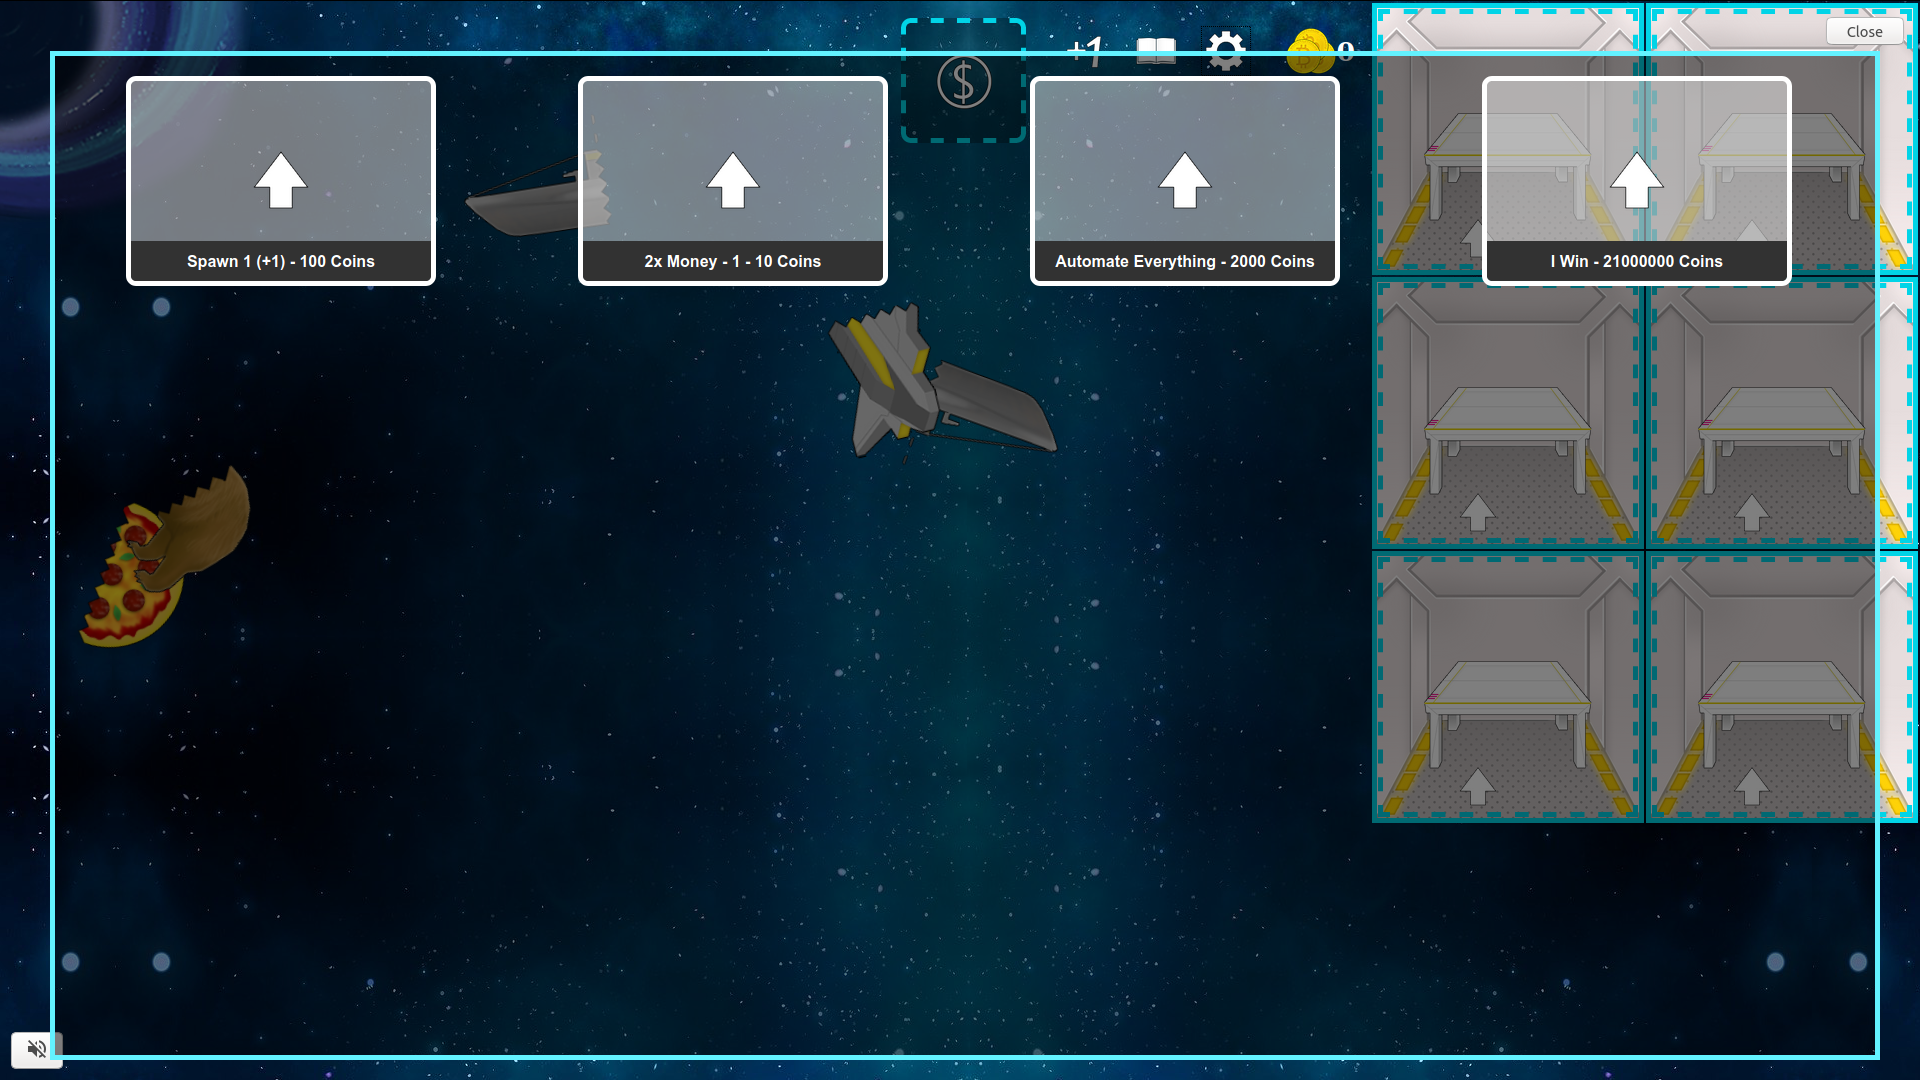 +1
0
Close
$
Spawn 1 (+1) - 100 Coins
2x Money - 1 - 10 Coins
Automate Everything - 2000 Coins
I Win - 21000000 Coins